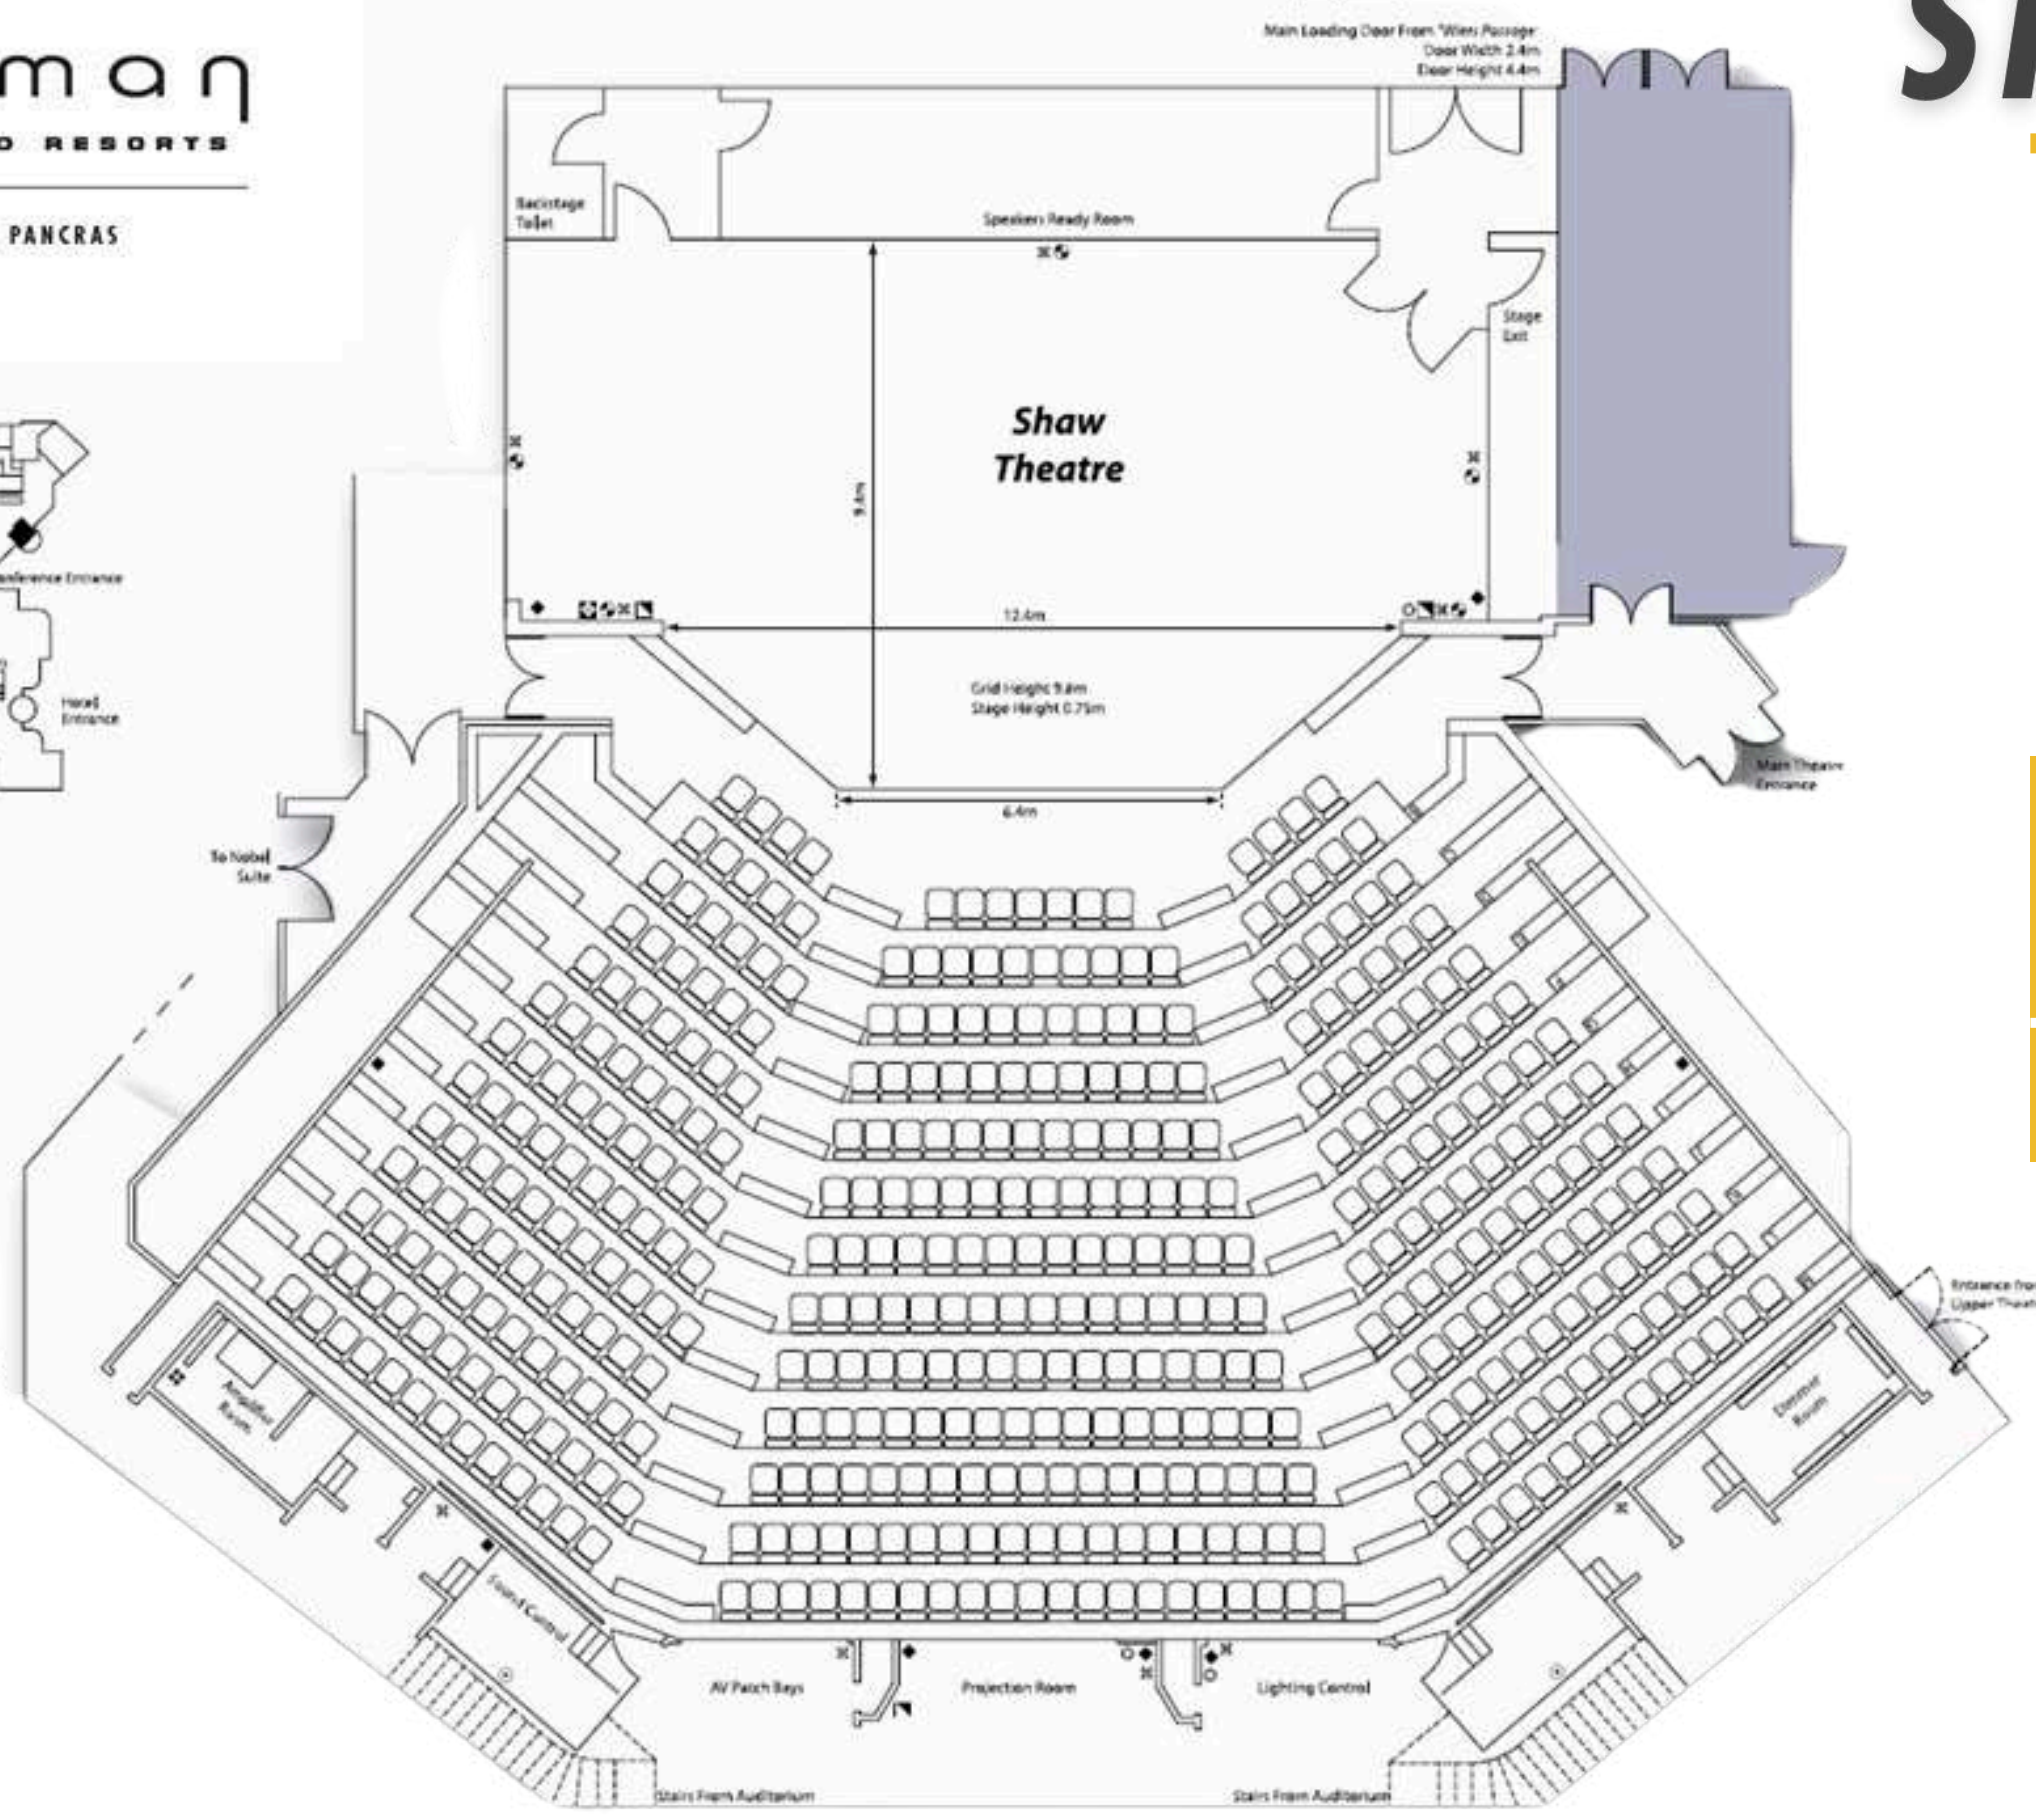 man
RESORTS
PANCRAS
Main Loading Door From
Door Width 2.4m
Door Height 4.4m
Backstage
Toilet
Speakers Ready Room
Stage
Exit
Shaw
Theatre
9.4m
12.4m
Grid Height 9.8m
Stage Height 0.75m
6.4m
Entrance
Hotel
Entrance
Main Theatre
Entrance
To Nobel
Suite
Entrance
Upper
Amplifier
Room
Dimmer
Room
Sound Control
AV Patch Bays
Projection Room
Lighting Control
Stairs From Auditorium
Stairs From Auditorium